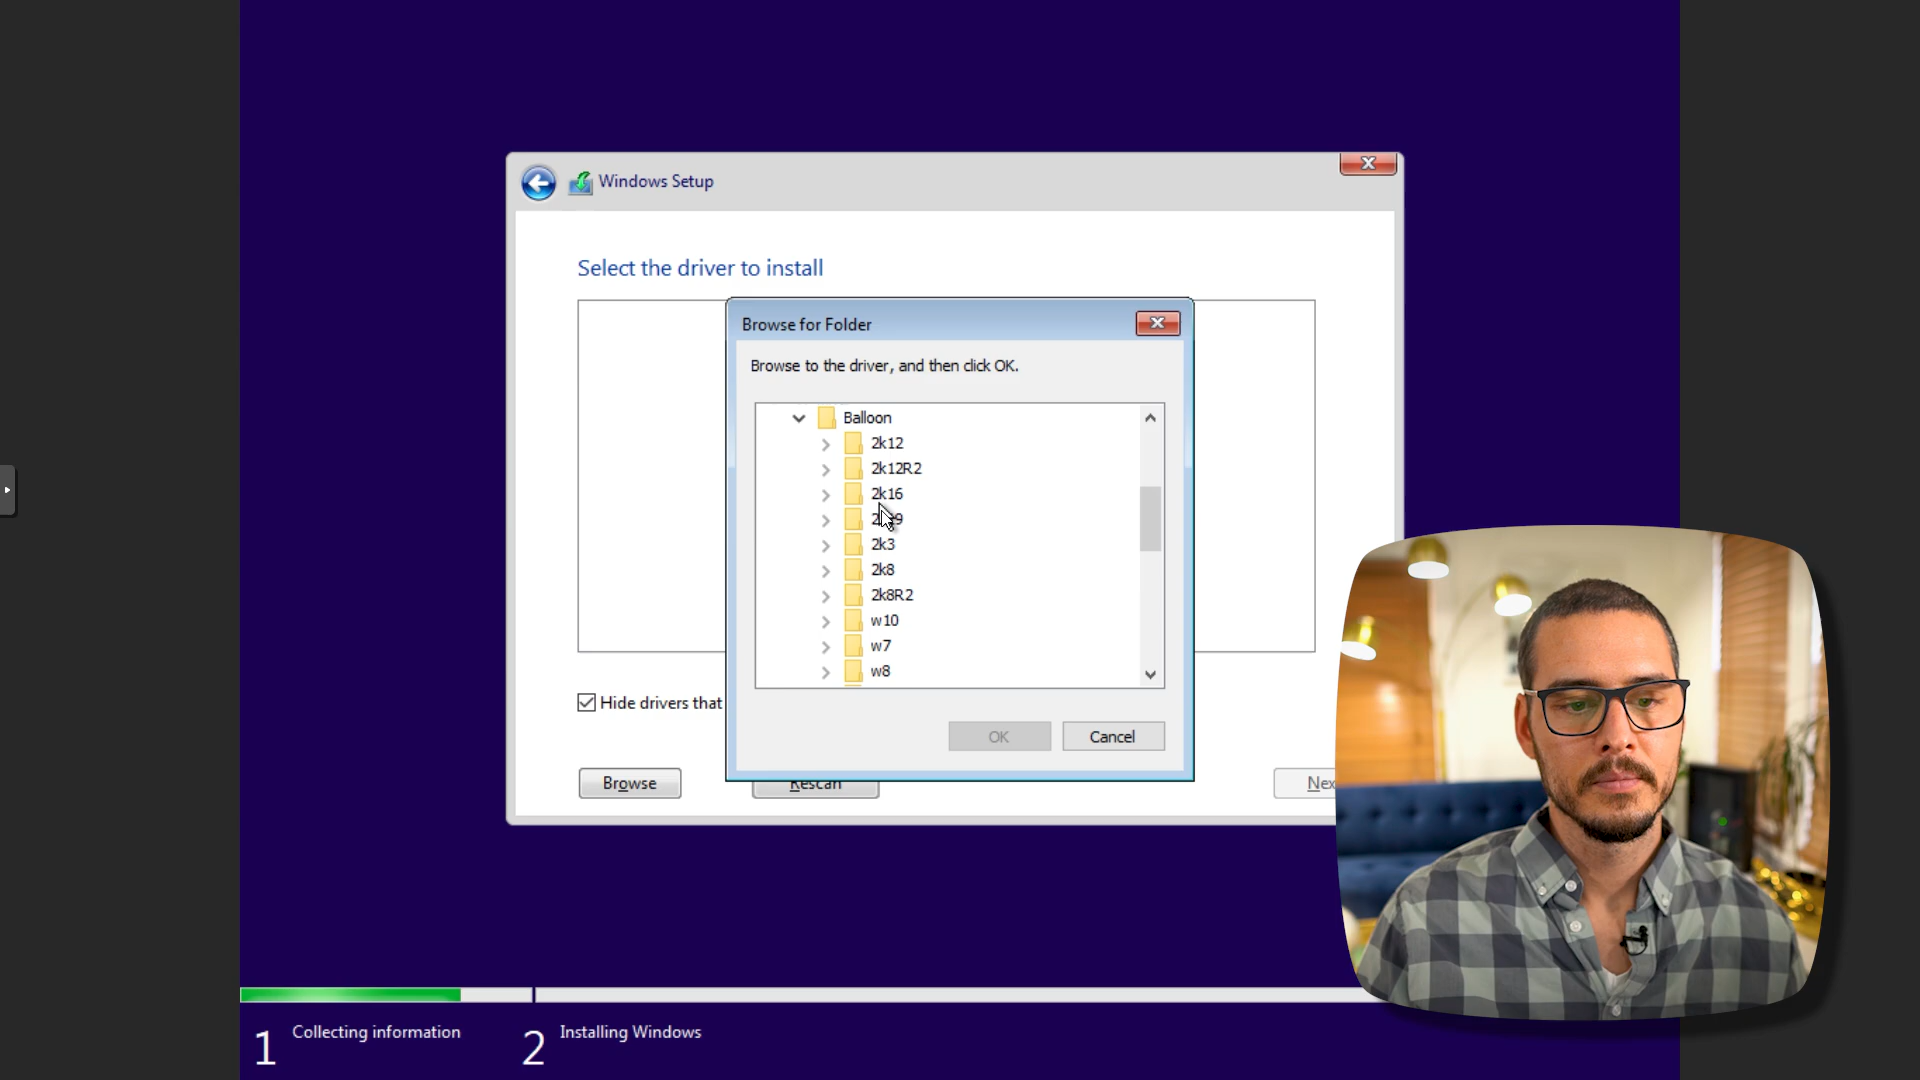 Windows Setup
Select the driver to install
Browse for Folder
Browse to the driver, and then click OK.
Balloon
2k12
2k12R2
2k16
2k3
2k8
2k8R2
w10
w7
w8
OK
Cancel
Hide drivers that
Browse
Rescan
1 Collecting information
2 Installing Windows